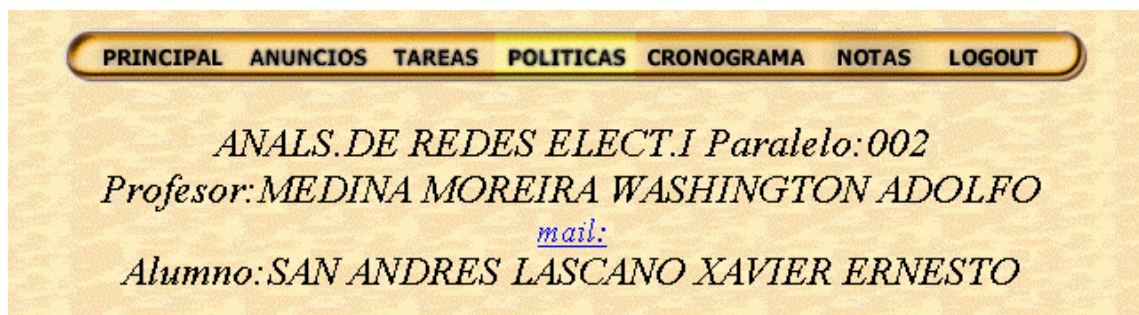 PRINCIPAL ANUNCIOS TAREAS POLITICAS CRONOGRAMA NOTAS LOGOUT
ANALS.DE REDES ELECT.I Paralelo:002
Profesor:MEDINA MOREIRA WASHINGTON ADOLFO
mail:
Alumno:SAN ANDRES LASCANO XAVIER ERNESTO